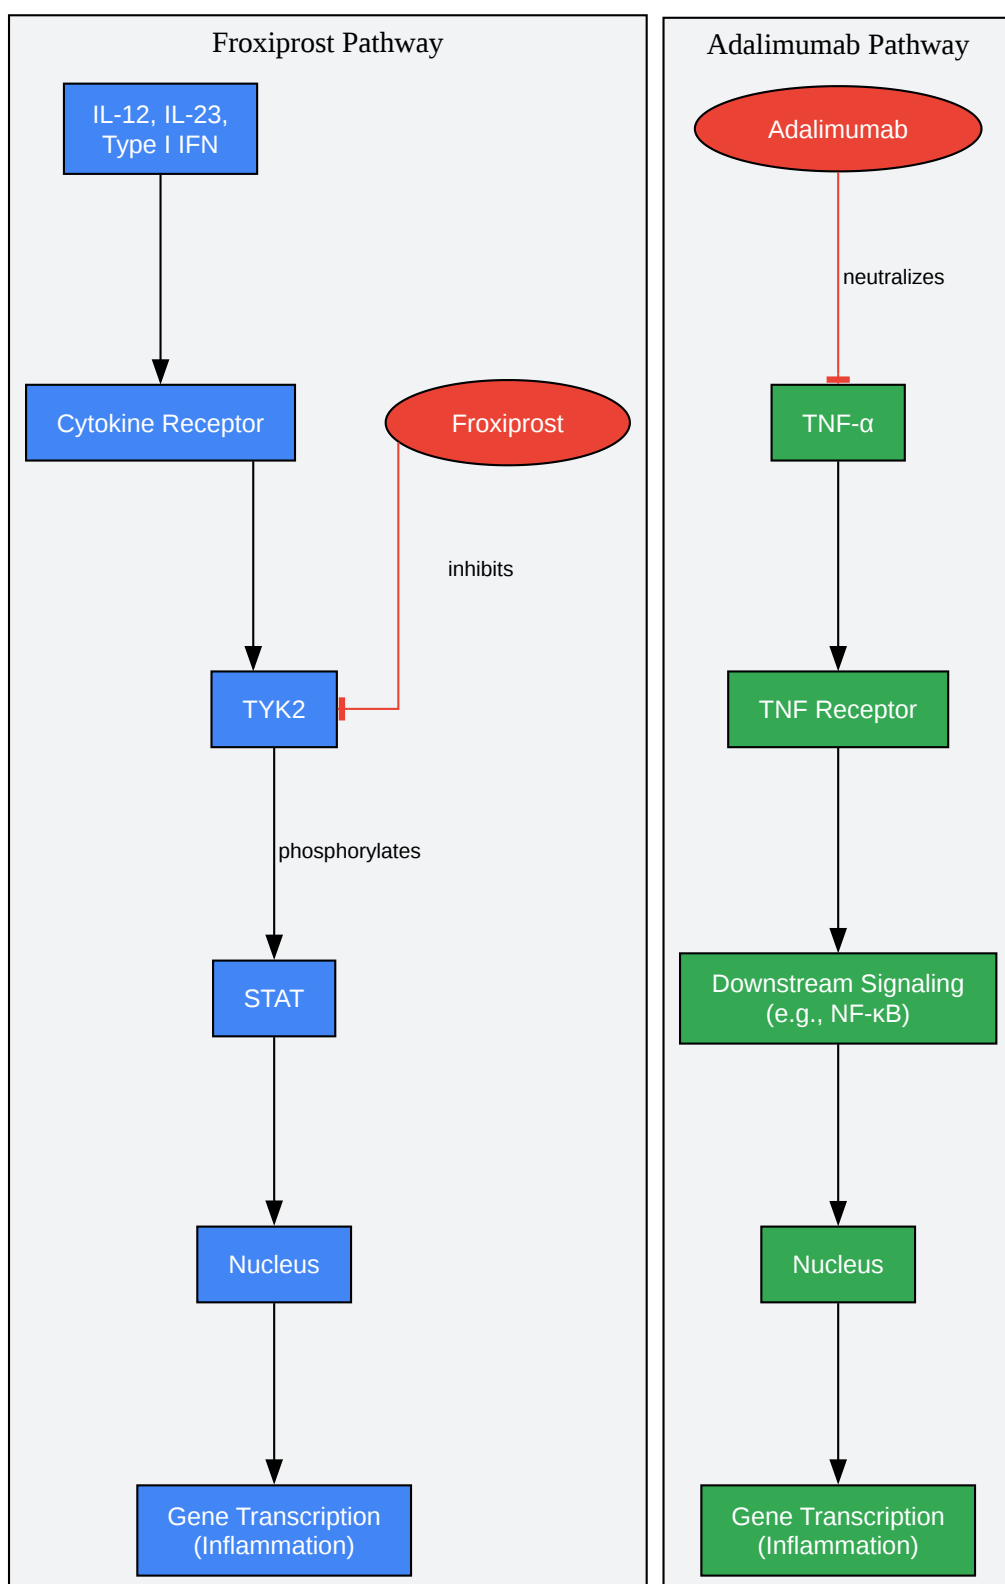 Froxiprost Pathway
IL-12, IL-23,
Type I IFN
Cytokine Receptor
Froxiprost
inhibits
TYK2
phosphorylates
STAT
Nucleus
Gene Transcription
(Inflammation)
Adalimumab Pathway
Adalimumab
neutralizes
TNF-α
TNF Receptor
Downstream Signaling
(e.g., NF-κB)
Nucleus
Gene Transcription
(Inflammation)